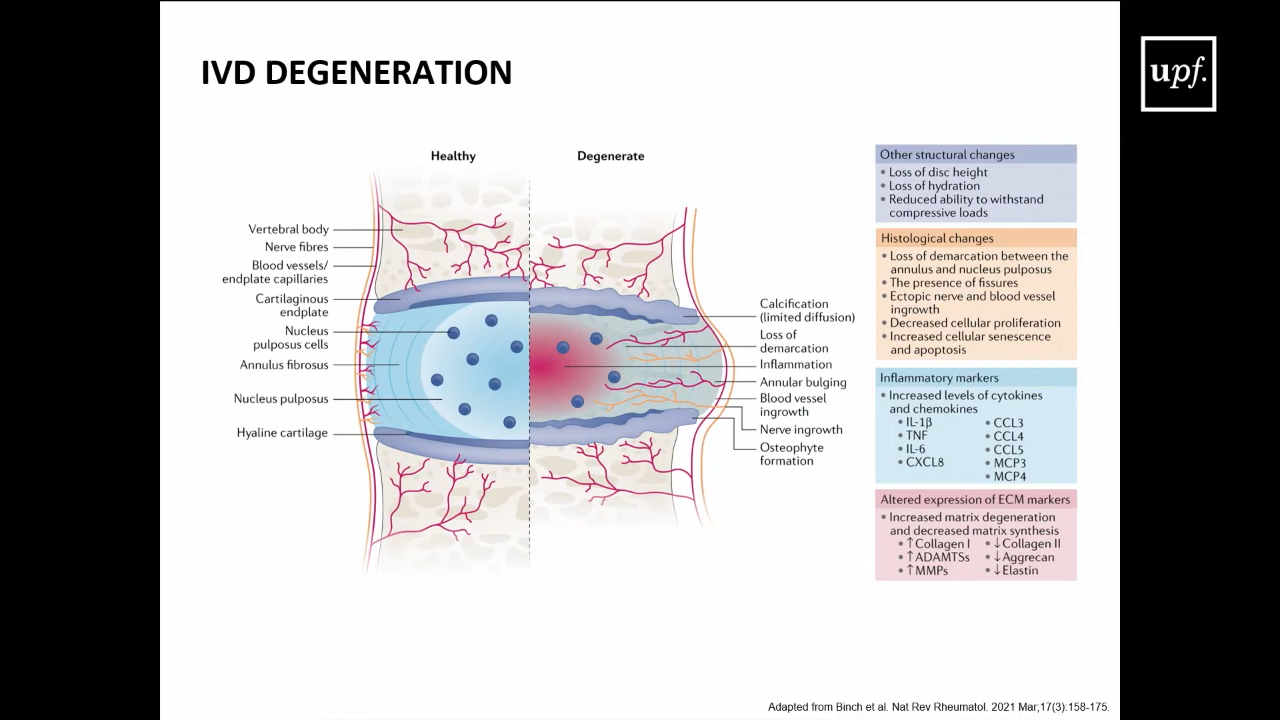 IVD DEGENERATION
upf.
Healthy
Degenerate
Vertebral body
Nerve fibres
Blood vessels/
endplate capillaries
Cartilaginous
endplate
Nucleus
pulposus cells
Annulus fibrosus
Nucleus pulposus
Hyaline cartilage
Calcification
(limited diffusion)
Loss of
demarcation
Inflammation
Annular bulging
Blood vessel
ingrowth
Nerve ingrowth
Osteophyte
formation
Other structural changes
• Loss of disc height
• Loss of hydration
• Reduced ability to withstand
compressive loads
Histological changes
• Loss of demarcation between the
annulus and nucleus pulposus
• The presence of fissures
• Ectopic nerve and blood vessel
ingrowth
• Decreased cellular proliferation
• Increased cellular senescence
and apoptosis
Inflammatory markers
• Increased levels of cytokines
and chemokines
• IL-1β
• TNF
• IL-6
• CXCL8
• CCL3
• CCL4
• CCL5
• MCP3
• MCP4
Altered expression of ECM markers
• Increased matrix degeneration
and decreased matrix synthesis
• ↑Collagen I
• ↑ADAMTSs
• ↑MMPs
• ↓Collagen II
• ↓Aggrecan
• ↓Elastin
Adapted from Binch et al. Nat Rev Rheumatol. 2021 Mar;17(3):158-175.